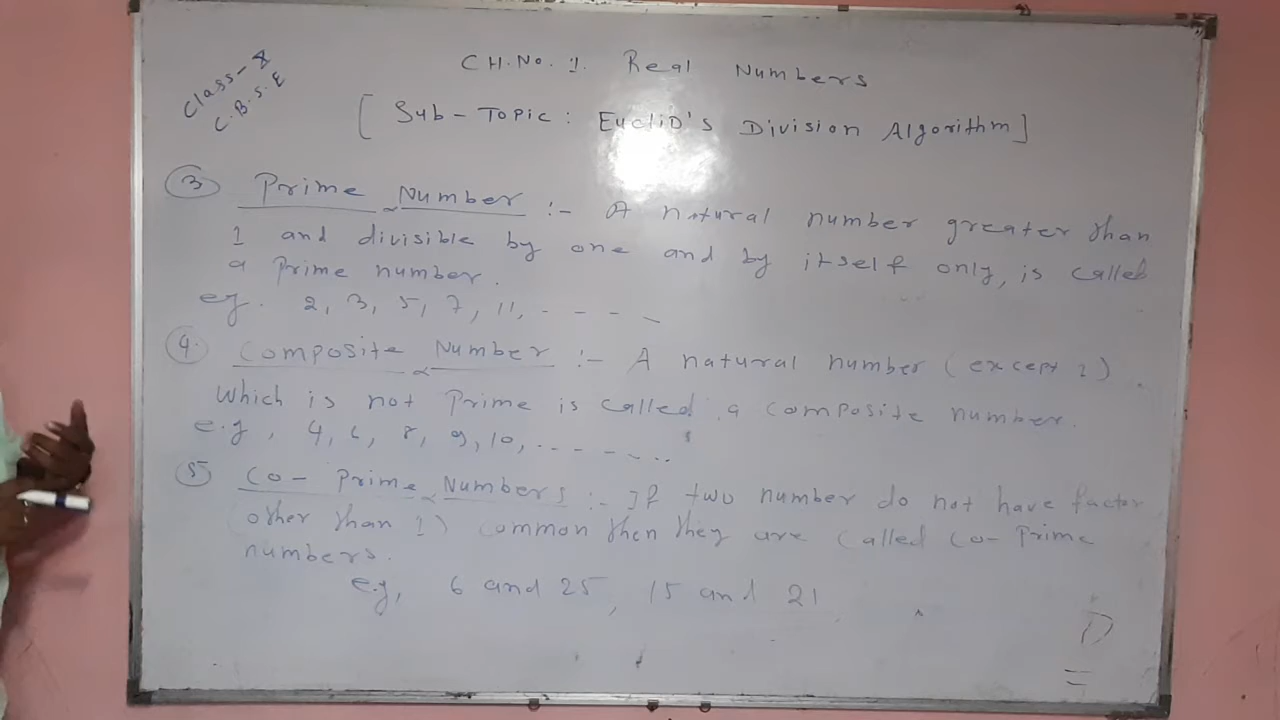 Class- X
C.B.S.E
CH.No. 1. Real Numbers
[ Sub-Topic: EucliD's Division Algorithm ]
③ Prime Number :- A natural number greater than
1 and divisible by one and by itself only, is called
a prime number.
eg. 2, 3, 5, 7, 11, - - - -
④. Composite Number :- A natural number (except 1)
which is not prime is called a composite number.
e.g, 4, 6, 8, 9, 10, - - - - ..
⑤ Co-Prime Numbers :- If two number do not have factor
(other than 1) common then they are called co-prime
numbers.
e.g, 6 and 25, 15 and 21
D